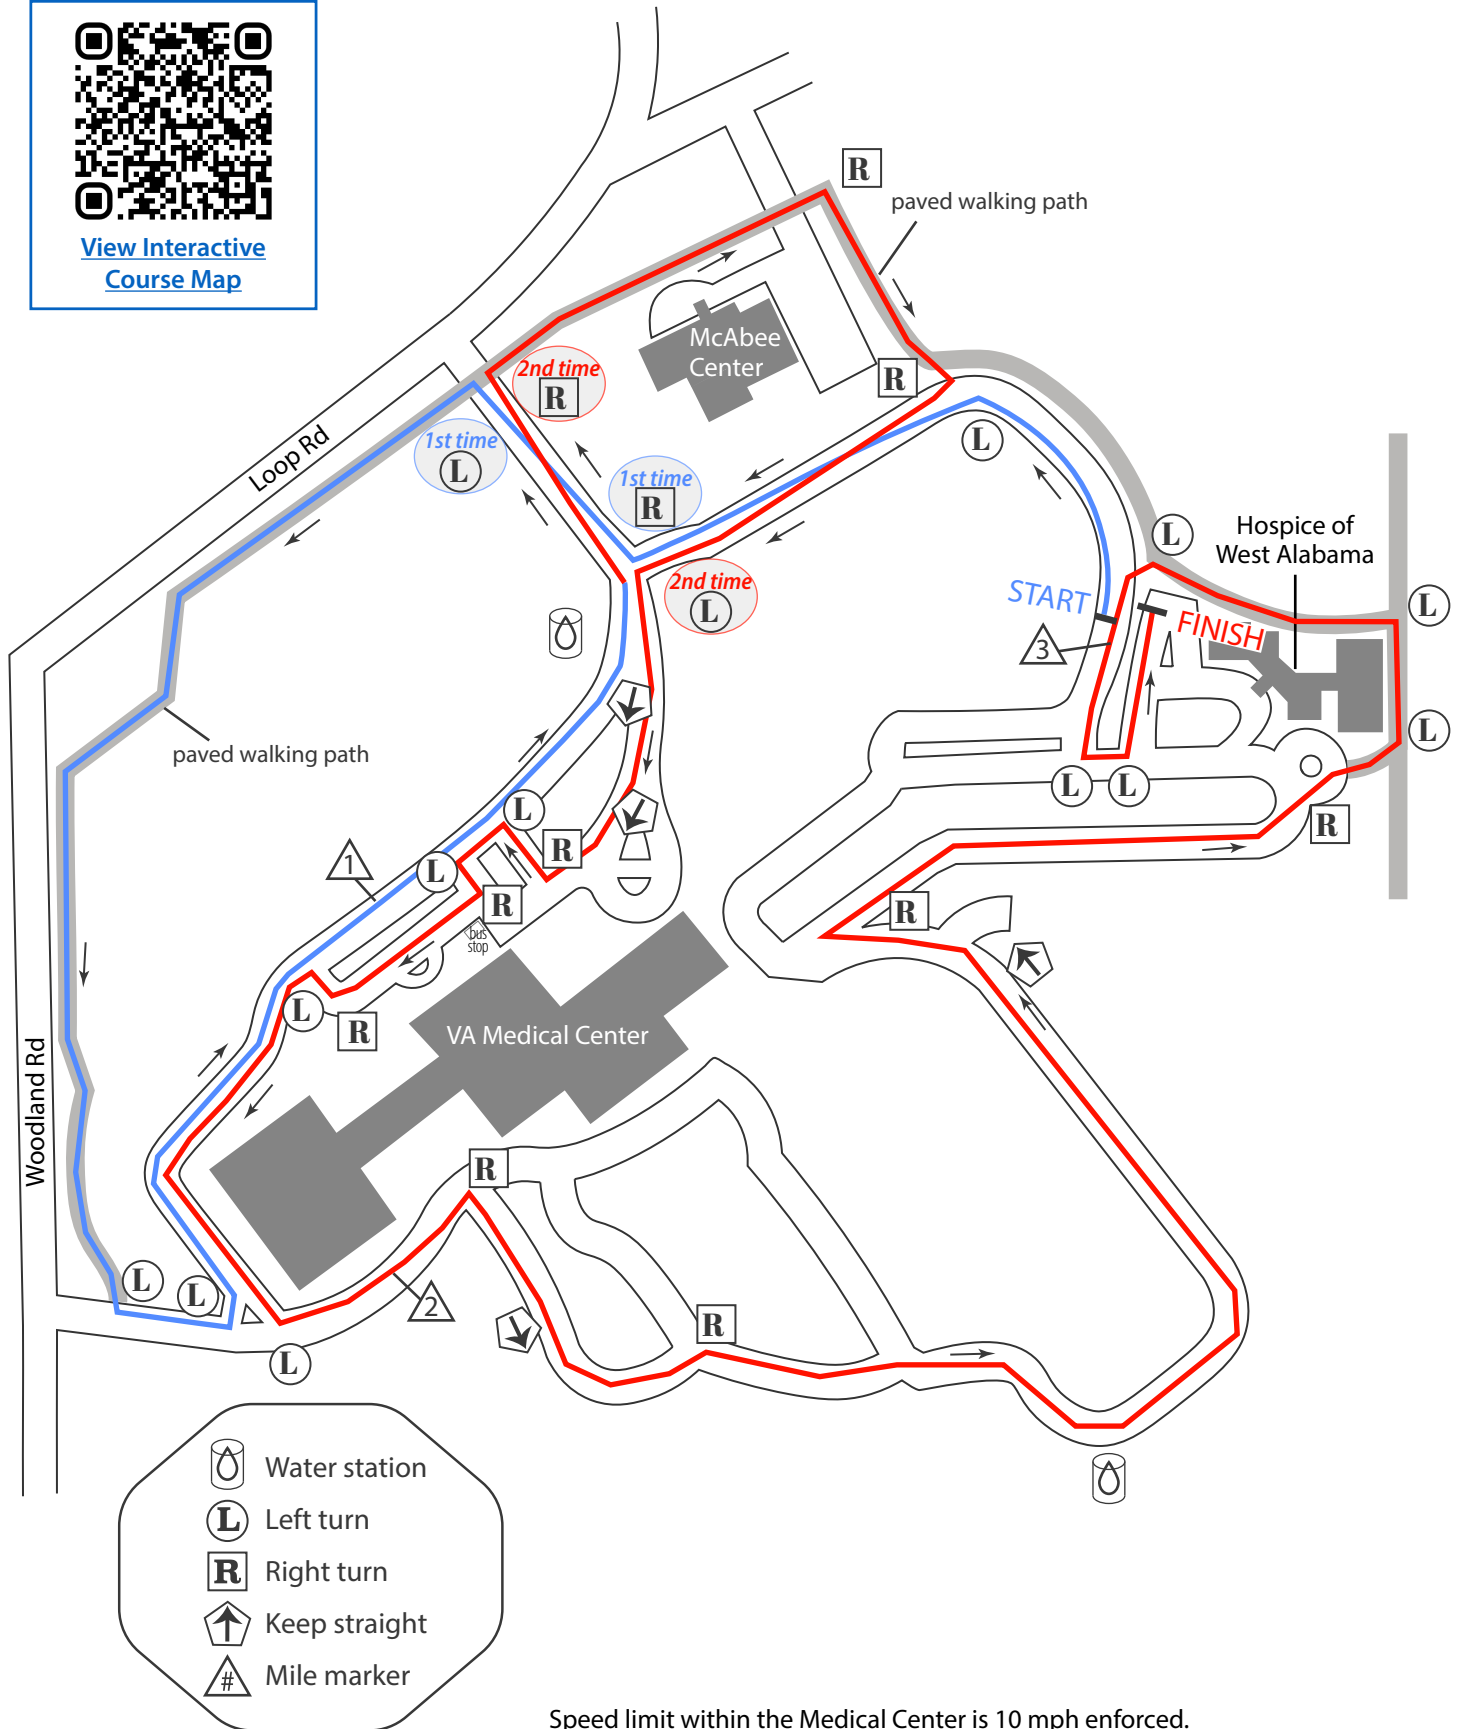 View Interactive
Course Map
R
paved walking path
McAbee
Center
2nd time
R
R
1st time
L
L
Loop Rd
1st time
R
L
Hospice of
West Alabama
2nd time
L
START
L
FINISH
3
L
paved walking path
L
L
L
R
R
1
L
R
R
bus
stop
L
R
VA Medical Center
Woodland Rd
R
L
L
2
R
L
Water station
L Left turn
R Right turn
Keep straight
# Mile marker
Speed limit within the Medical Center is 10 mph enforced.